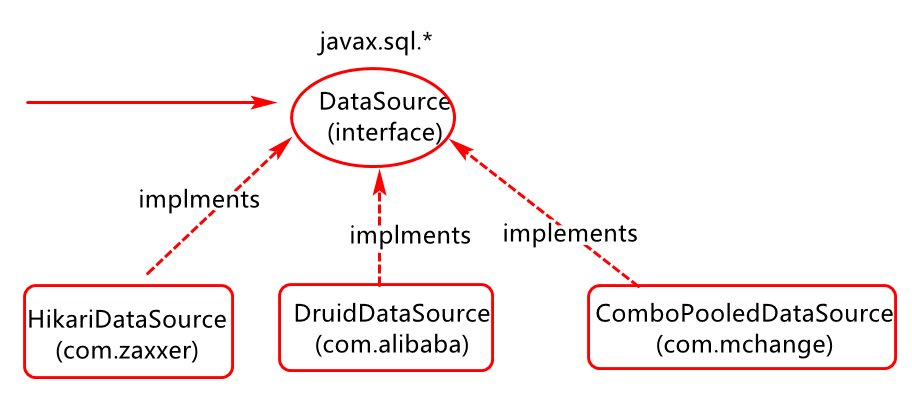 javax.sql.*
DataSource
(interface)
implments
implments
implements
HikariDataSource
(com.zaxxer)
DruidDataSource
(com.alibaba)
ComboPooledDataSource
(com.mchange)